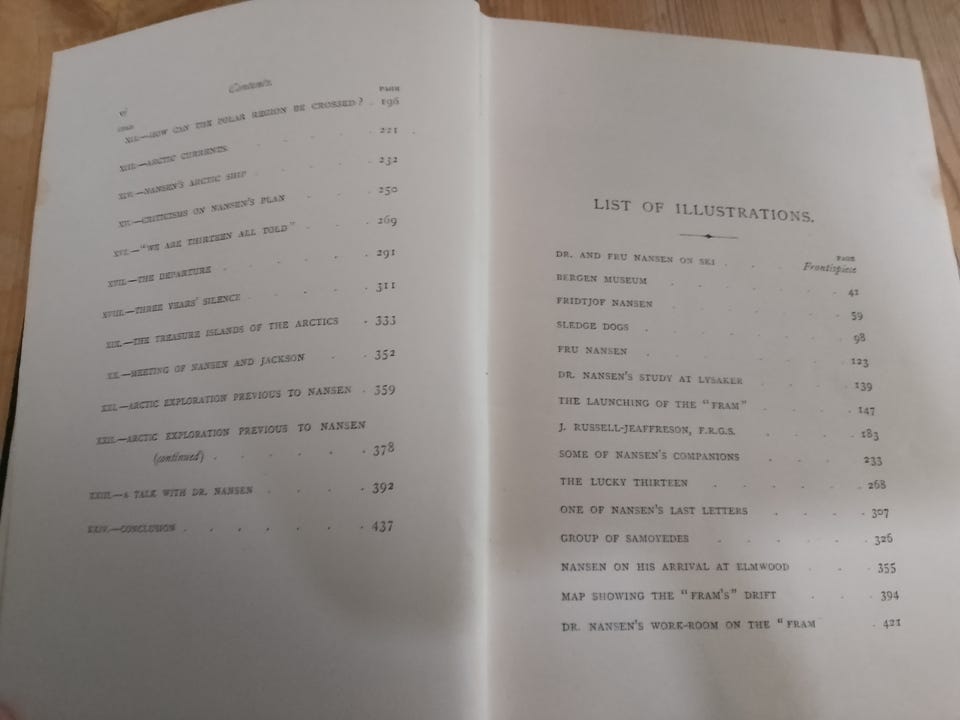 vi
Contents.
CHAP. PAGE
XII.—HOW CAN THE POLAR REGION BE CROSSED? . 196
XIII.—ARCTIC CURRENTS. . . . . 221
XIV.—NANSEN'S ARCTIC SHIP . . . . 232
XV.—CRITICISMS ON NANSEN'S PLAN . . 250
XVI.—"WE ARE THIRTEEN ALL TOLD" . . . 269
XVII.—THE DEPARTURE . . . . . 291
XVIII.—THREE YEARS' SILENCE . . . . 311
XIX.—THE TREASURE ISLANDS OF THE ARCTICS . 333
XX.—MEETING OF NANSEN AND JACKSON . . 352
XXI.—ARCTIC EXPLORATION PREVIOUS TO NANSEN . 359
XXII.—ARCTIC EXPLORATION PREVIOUS TO NANSEN
(continued) . . . . . . 378
XXIII.—A TALK WITH DR. NANSEN . . . . 392
XXIV.—CONCLUSION . . . . . . 437
LIST OF ILLUSTRATIONS.
PAGE
DR. AND FRU NANSEN ON SKI . . . Frontispiece
BERGEN MUSEUM . . . . . 41
FRIDTJOF NANSEN . . . . . 59
SLEDGE DOGS . . . . . 98
FRU NANSEN . . . . . 123
DR. NANSEN'S STUDY AT LYSAKER . . . 139
THE LAUNCHING OF THE "FRAM" . . . 147
J. RUSSELL-JEAFFRESON, F.R.G.S. . . . 183
SOME OF NANSEN'S COMPANIONS . . . 233
THE LUCKY THIRTEEN . . . . . 268
ONE OF NANSEN'S LAST LETTERS . . . . 307
GROUP OF SAMOYEDES . . . . . 326
NANSEN ON HIS ARRIVAL AT ELMWOOD . . 355
MAP SHOWING THE "FRAM'S" DRIFT . . . 394
DR. NANSEN'S WORK-ROOM ON THE "FRAM . 421